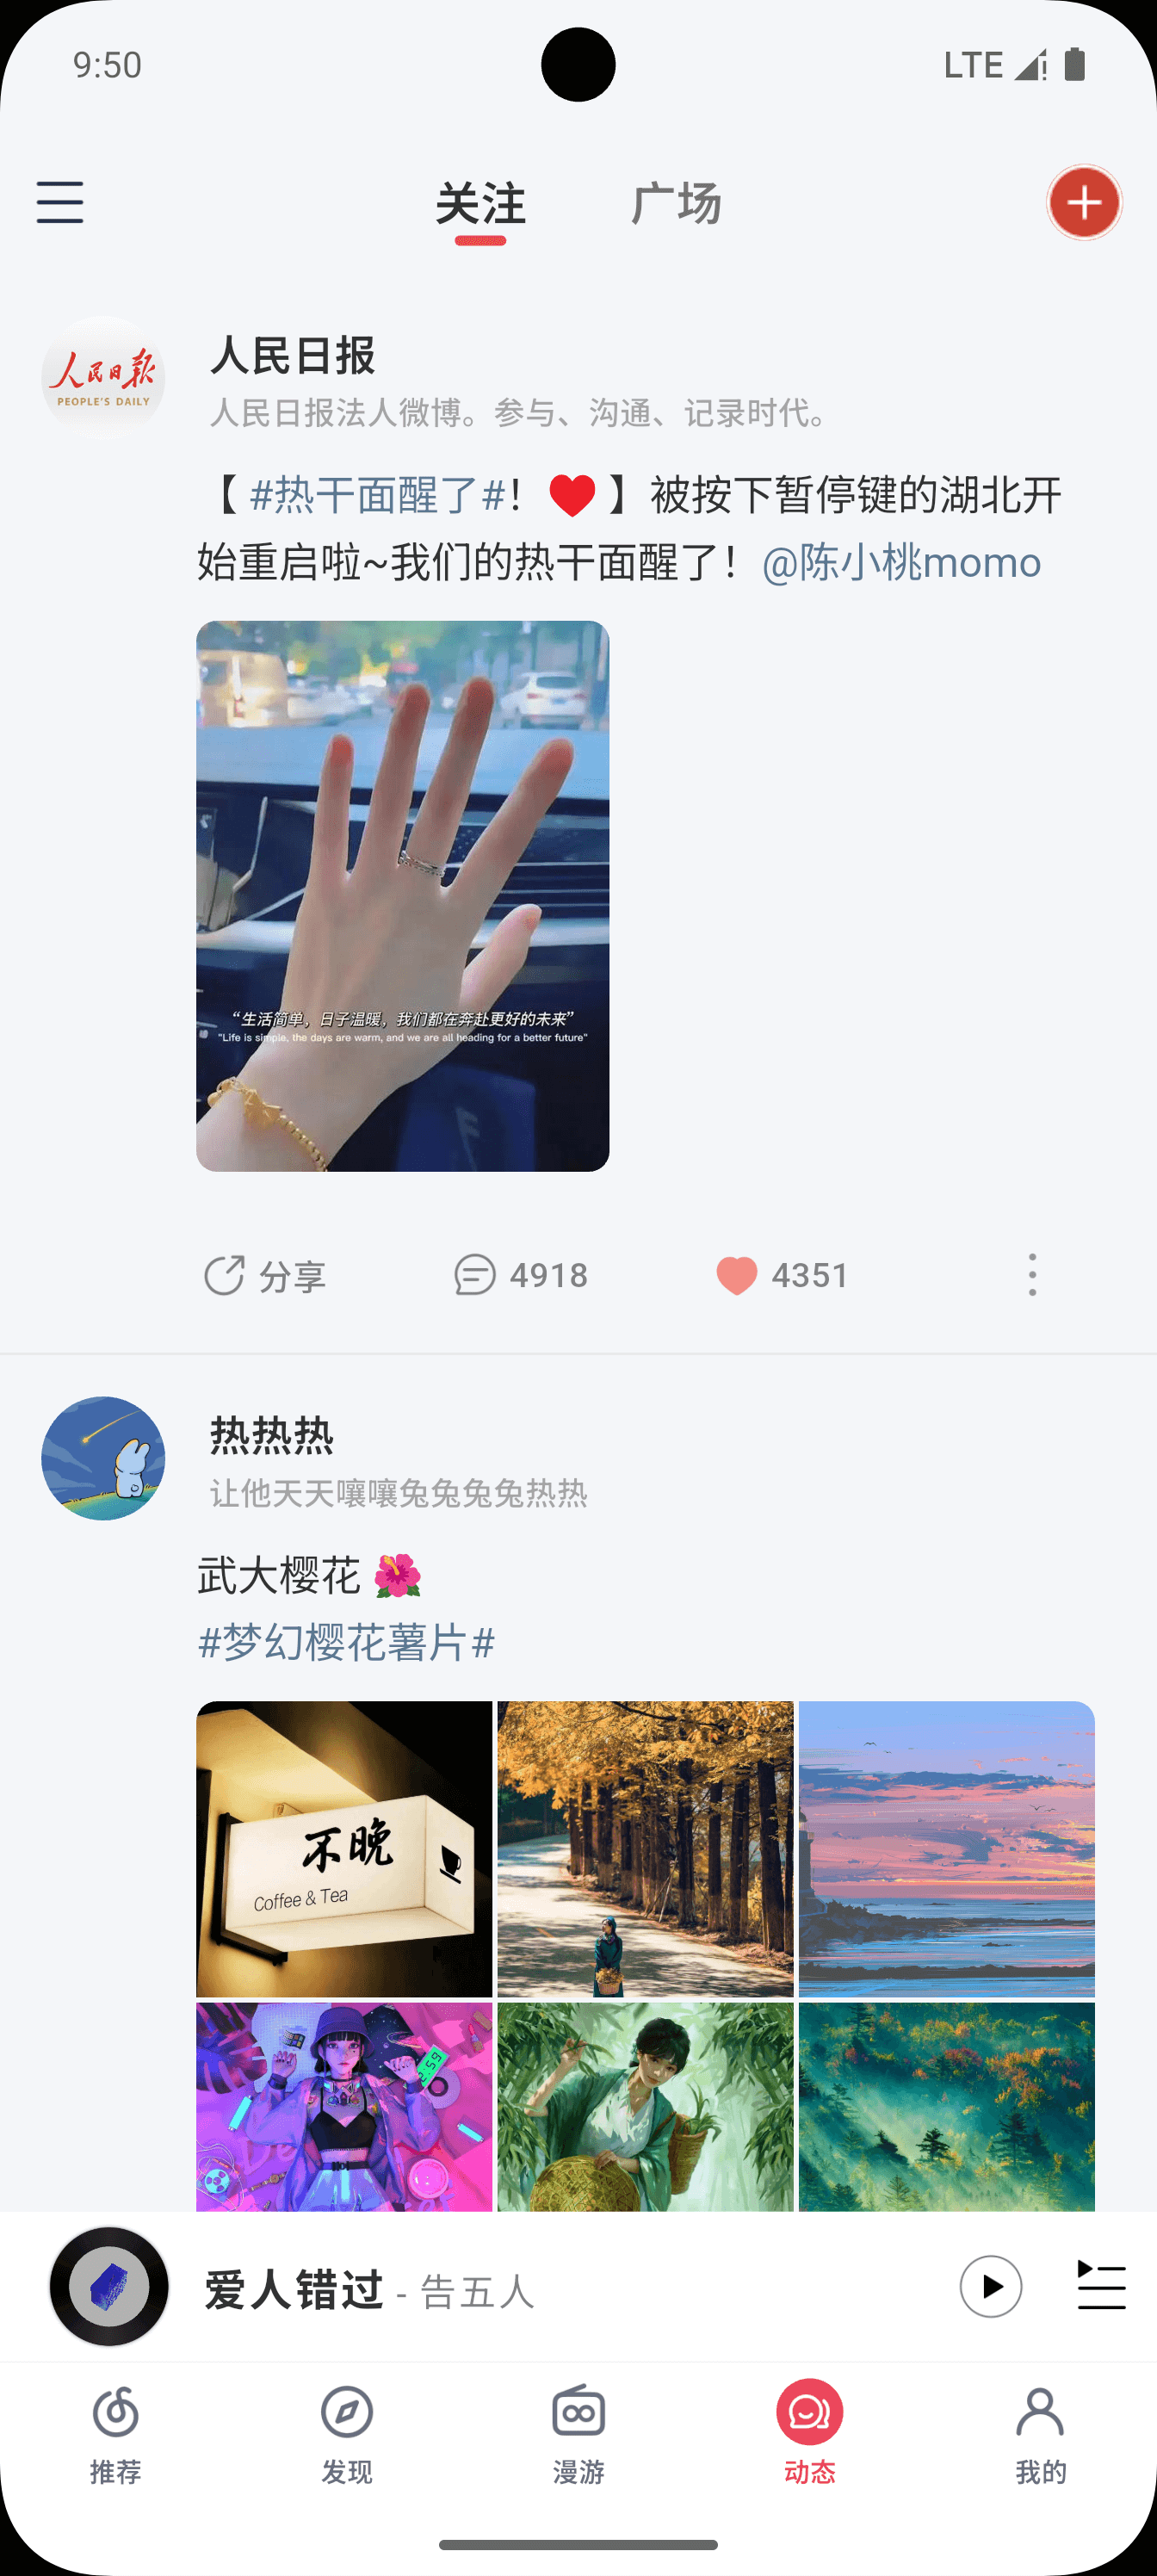 9:50
LTE
关注 广场
人民日报
PEOPLE'S DAILY
人民日报
人民日报法人微博。参与、沟通、记录时代。
【 #热干面醒了#！❤️ 】被按下暂停键的湖北开
始重启啦~我们的热干面醒了！@陈小桃momo
“生活简单，日子温暖，我们都在奔赴更好的未来”
"Life is simple, the days are warm, and we are all heading for a better future"
分享 4918 4351
热热热
让他天天嚷嚷兔兔兔兔热热
武大樱花 🌺
#梦幻樱花薯片#
不晚
Coffee & Tea
爱人错过 - 告五人
推荐 发现 漫游 动态 我的